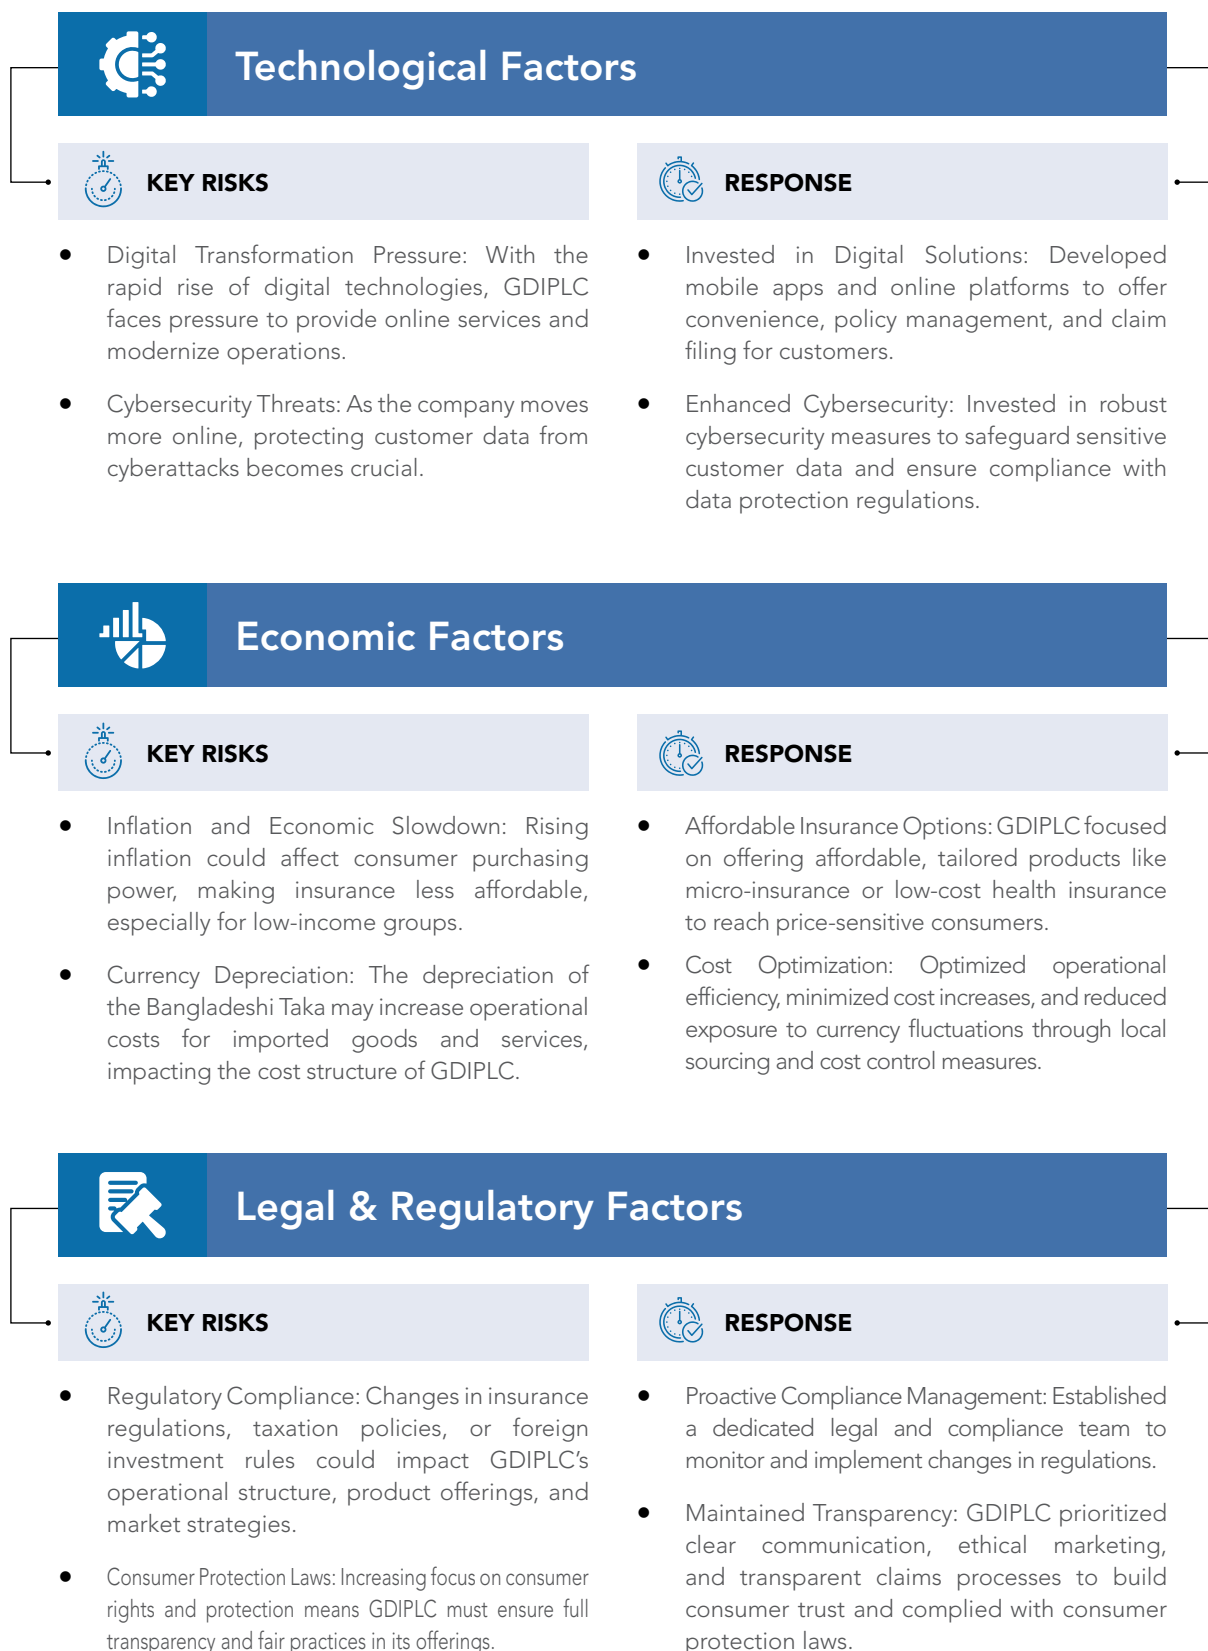 Technological Factors
KEY RISKS
Digital Transformation Pressure: With the
rapid rise of digital technologies, GDIPLC
faces pressure to provide online services and
modernize operations.
Cybersecurity Threats: As the company moves
more online, protecting customer data from
cyberattacks becomes crucial.
RESPONSE
Invested in Digital Solutions: Developed
mobile apps and online platforms to offer
convenience, policy management, and claim
filing for customers.
Enhanced Cybersecurity: Invested in robust
cybersecurity measures to safeguard sensitive
customer data and ensure compliance with
data protection regulations.
Economic Factors
KEY RISKS
Inflation and Economic Slowdown: Rising
inflation could affect consumer purchasing
power, making insurance less affordable,
especially for low-income groups.
Currency Depreciation: The depreciation of
the Bangladeshi Taka may increase operational
costs for imported goods and services,
impacting the cost structure of GDIPLC.
RESPONSE
Affordable Insurance Options: GDIPLC focused
on offering affordable, tailored products like
micro-insurance or low-cost health insurance
to reach price-sensitive consumers.
Cost Optimization: Optimized operational
efficiency, minimized cost increases, and reduced
exposure to currency fluctuations through local
sourcing and cost control measures.
Legal & Regulatory Factors
KEY RISKS
Regulatory Compliance: Changes in insurance
regulations, taxation policies, or foreign
investment rules could impact GDIPLC's
operational structure, product offerings, and
market strategies.
Consumer Protection Laws: Increasing focus on consumer
rights and protection means GDIPLC must ensure full
transparency and fair practices in its offerings.
RESPONSE
Proactive Compliance Management: Established
a dedicated legal and compliance team to
monitor and implement changes in regulations.
Maintained Transparency: GDIPLC prioritized
clear communication, ethical marketing,
and transparent claims processes to build
consumer trust and complied with consumer
protection laws.